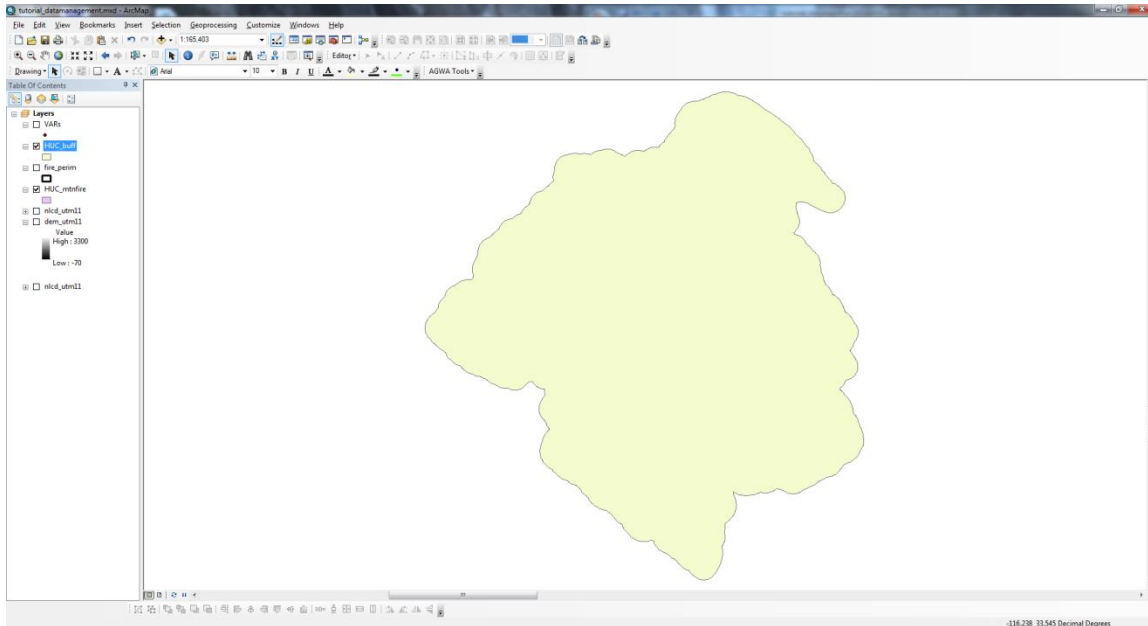 tutorial_datamanagement.mxd - ArcMap
File Edit View Bookmarks Insert Selection Geoprocessing Customize Windows Help
1:165,403
Editor
Drawing A Arial 10 B I U A AGWA Tools
Table Of Contents
Layers
VARs
HUC_buff
fire_perim
HUC_mtnfire
nlcd_utm11
dem_utm11
Value
High : 3300
Low : -70
nlcd_utm11
-116.238 33.545 Decimal Degrees